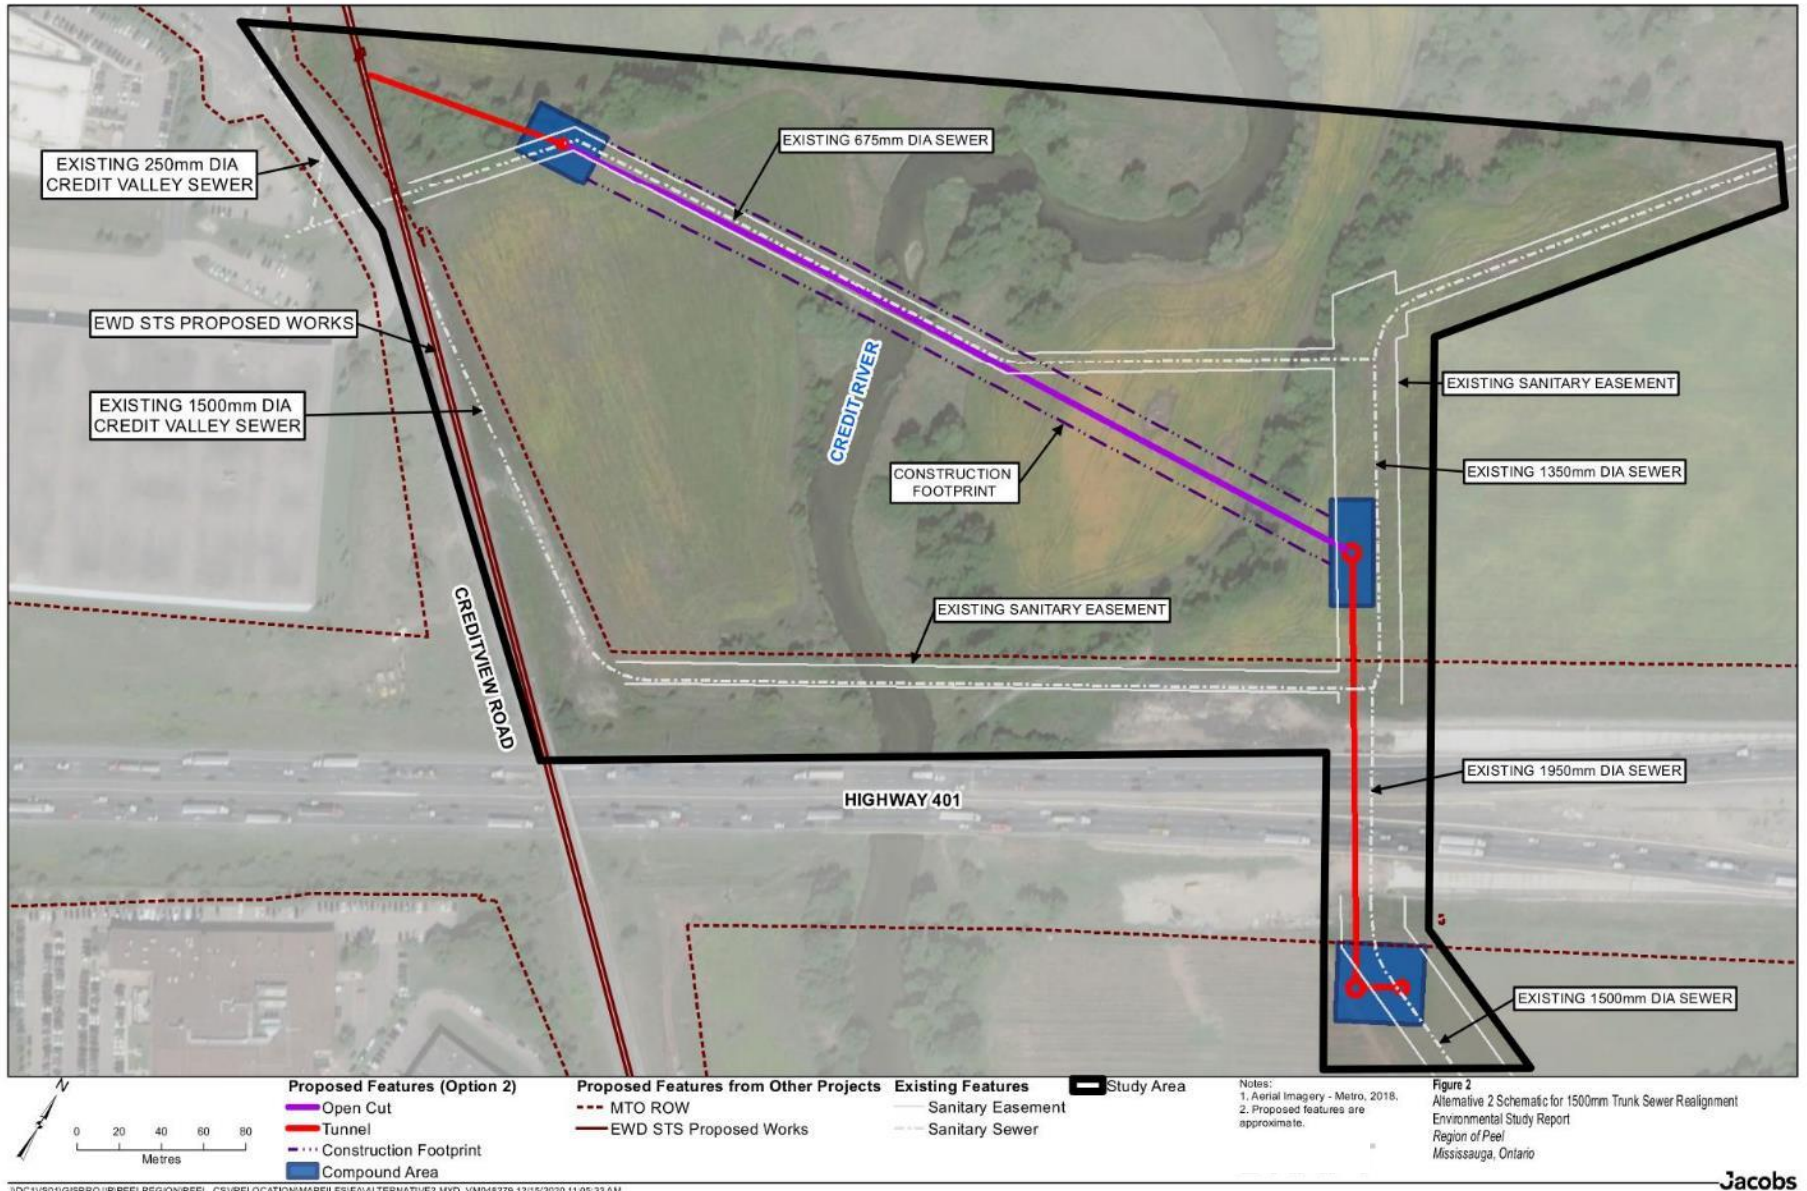 EXISTING 675mm DIA SEWER
EXISTING 250mm DIA
CREDIT VALLEY SEWER
EWD STS PROPOSED WORKS
EXISTING 1500mm DIA
CREDIT VALLEY SEWER
CREDIT RIVER
EXISTING SANITARY EASEMENT
CONSTRUCTION
FOOTPRINT
EXISTING 1350mm DIA SEWER
EXISTING SANITARY EASEMENT
CREDITVIEW ROAD
EXISTING 1950mm DIA SEWER
HIGHWAY 401
EXISTING 1500mm DIA SEWER
N
0 20 40 60 80
Metres
Proposed Features (Option 2)
Open Cut
Tunnel
Construction Footprint
Compound Area
Proposed Features from Other Projects
MTO ROW
EWD STS Proposed Works
Existing Features
Sanitary Easement
Sanitary Sewer
Study Area
Notes:
1. Aerial Imagery - Metro, 2018.
2. Proposed features are
approximate.
Figure 2
Alternative 2 Schematic for 1500mm Trunk Sewer Realignment
Environmental Study Report
Region of Peel
Mississauga, Ontario
Jacobs